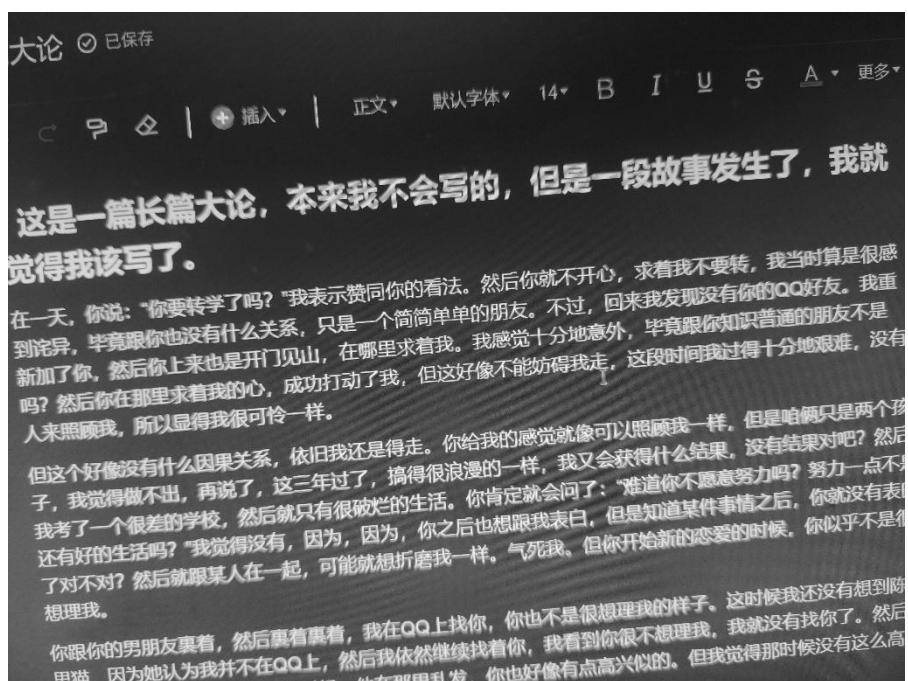 大论 已保存
插入 正文 默认字体 14 B I U S A 更多
这是一篇长篇大论，本来我不会写的，但是一段故事发生了，我就
觉得我该写了。
在一天，你说：“你要转学了吗？”我表示赞同你的看法。然后你就不开心，求着我不要转，我当时算是很感
到诧异，毕竟跟你也没有什么关系，只是一个简简单单的朋友。不过，回来我发现没有你的QQ好友。我重
新加了你，然后你上来也是开门见山，在哪里求着我。我感觉十分地意外，毕竟跟你知识普通的朋友不是
吗？然后你在那里求着我的心，成功打动了我，但这好像不能妨碍我走，这段时间我过得十分地艰难，没有
人来照顾我，所以显得我很可怜一样。
但这个好像没有什么因果关系，依旧我还是得走。你给我的感觉就像可以照顾我一样，但是咱俩只是两个孩
子，我觉得做不出，再说了，这三年过了，搞得很浪漫的一样，我又会获得什么结果，没有结果对吧？然后
我考了一个很差的学校，然后就只有很破烂的生活。你肯定就会问了：“难道你不愿意努力吗？努力一点不是
还有好的生活吗？”我觉得没有，因为，因为，你之后也想跟我表白，但是知道某件事情之后，你就没有表
了对不对？然后就跟某人在一起，可能就想折磨我一样。气死我。但你开始新的恋爱的时候，你似乎不是很
想理我。
你跟你的男朋友裹着，然后裹着裹着，我在QQ上找你，你也不是很想理我的样子。这时候我还没有想到陈
思猫，因为她认为我并不在QQ上，然后我依然继续找着你，我看到你很不想理我，我就没有找你了。然后
他在那里乱发，你也好像有点高兴似的。但我觉得那时候没有这么高